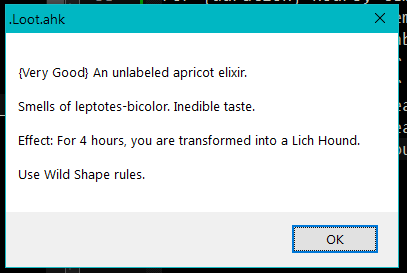 .Loot.ahk
{Very Good} An unlabeled apricot elixir.
Smells of leptotes-bicolor. Inedible taste.
Effect: For 4 hours, you are transformed into a Lich Hound.
Use Wild Shape rules.
OK